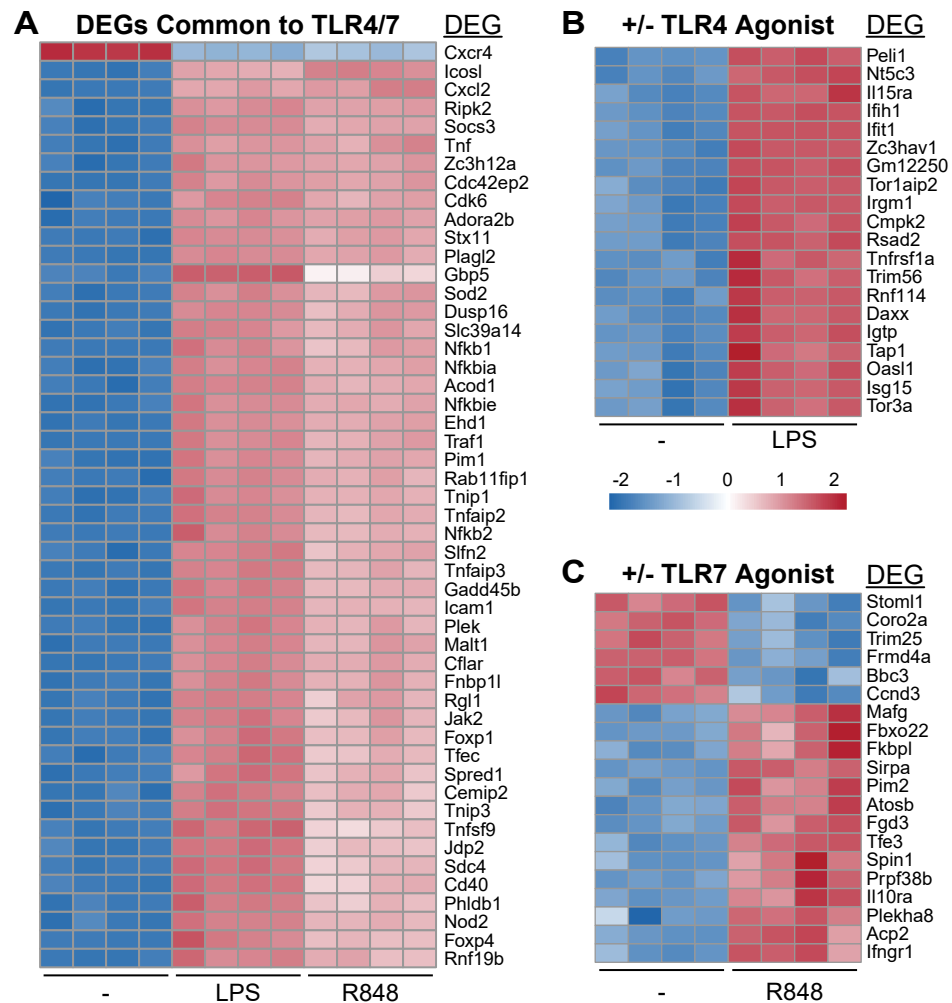 A DEGs Common to TLR4/7 DEG
Cxcr4
Icosl
Cxcl2
Ripk2
Socs3
Tnf
Zc3h12a
Cdc42ep2
Cdk6
Adora2b
Stx11
Plagl2
Gbp5
Sod2
Dusp16
Slc39a14
Nfkb1
Nfkbia
Acod1
Nfkbie
Ehd1
Traf1
Pim1
Rab11fip1
Tnip1
Tnfaip2
Nfkb2
Slfn2
Tnfaip3
Gadd45b
Icam1
Plek
Malt1
Cflar
Fnbp1l
Rgl1
Jak2
Foxp1
Tfec
Spred1
Cemip2
Tnip3
Tnfsf9
Jdp2
Sdc4
Cd40
Phldb1
Nod2
Foxp4
Rnf19b
- LPS R848
B +/- TLR4 Agonist DEG
Peli1
Nt5c3
Il15ra
Ifih1
Ifit1
Zc3hav1
Gm12250
Tor1aip2
Irgm1
Cmpk2
Rsad2
Tnfrsf1a
Trim56
Rnf114
Daxx
Igtp
Tap1
Oasl1
Isg15
Tor3a
- LPS
-2 -1 0 1 2
C +/- TLR7 Agonist DEG
Stoml1
Coro2a
Trim25
Frmd4a
Bbc3
Ccnd3
Mafg
Fbxo22
Fkbpl
Sirpa
Pim2
Atosb
Fgd3
Tfe3
Spin1
Prpf38b
Il10ra
Plekha8
Acp2
Ifngr1
- R848